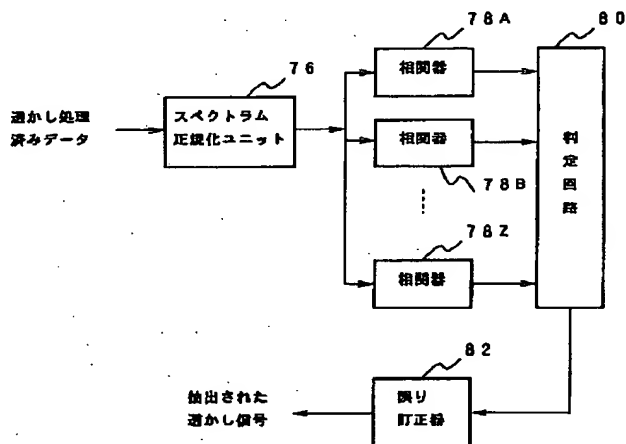 78A
80
76
相関器
透かし処理
済みデータ
スペクトラム
正規化ユニット
相関器
判定回路
78B
78Z
相関器
82
抽出された
透かし信号
誤り
訂正器